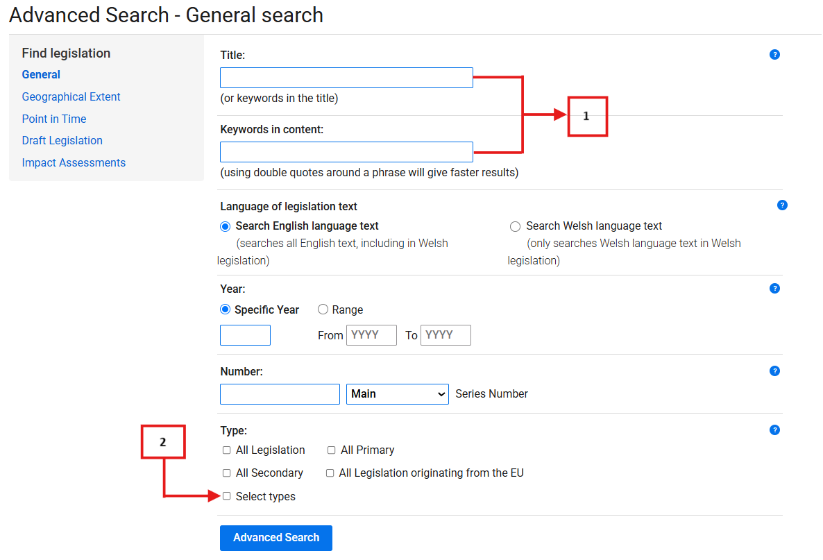 Advanced Search - General search
Find legislation
General
Geographical Extent
Point in Time
Draft Legislation
Impact Assessments
Title:
?
(or keywords in the title)
1
Keywords in content:
(using double quotes around a phrase will give faster results)
Language of legislation text
?
Search English language text
(searches all English text, including in Welsh
legislation)
Search Welsh language text
(only searches Welsh language text in Welsh
legislation)
Year:
?
Specific Year Range
From YYYY To YYYY
Number:
?
Main Series Number
Type:
?
2
All Legislation All Primary
All Secondary All Legislation originating from the EU
Select types
Advanced Search